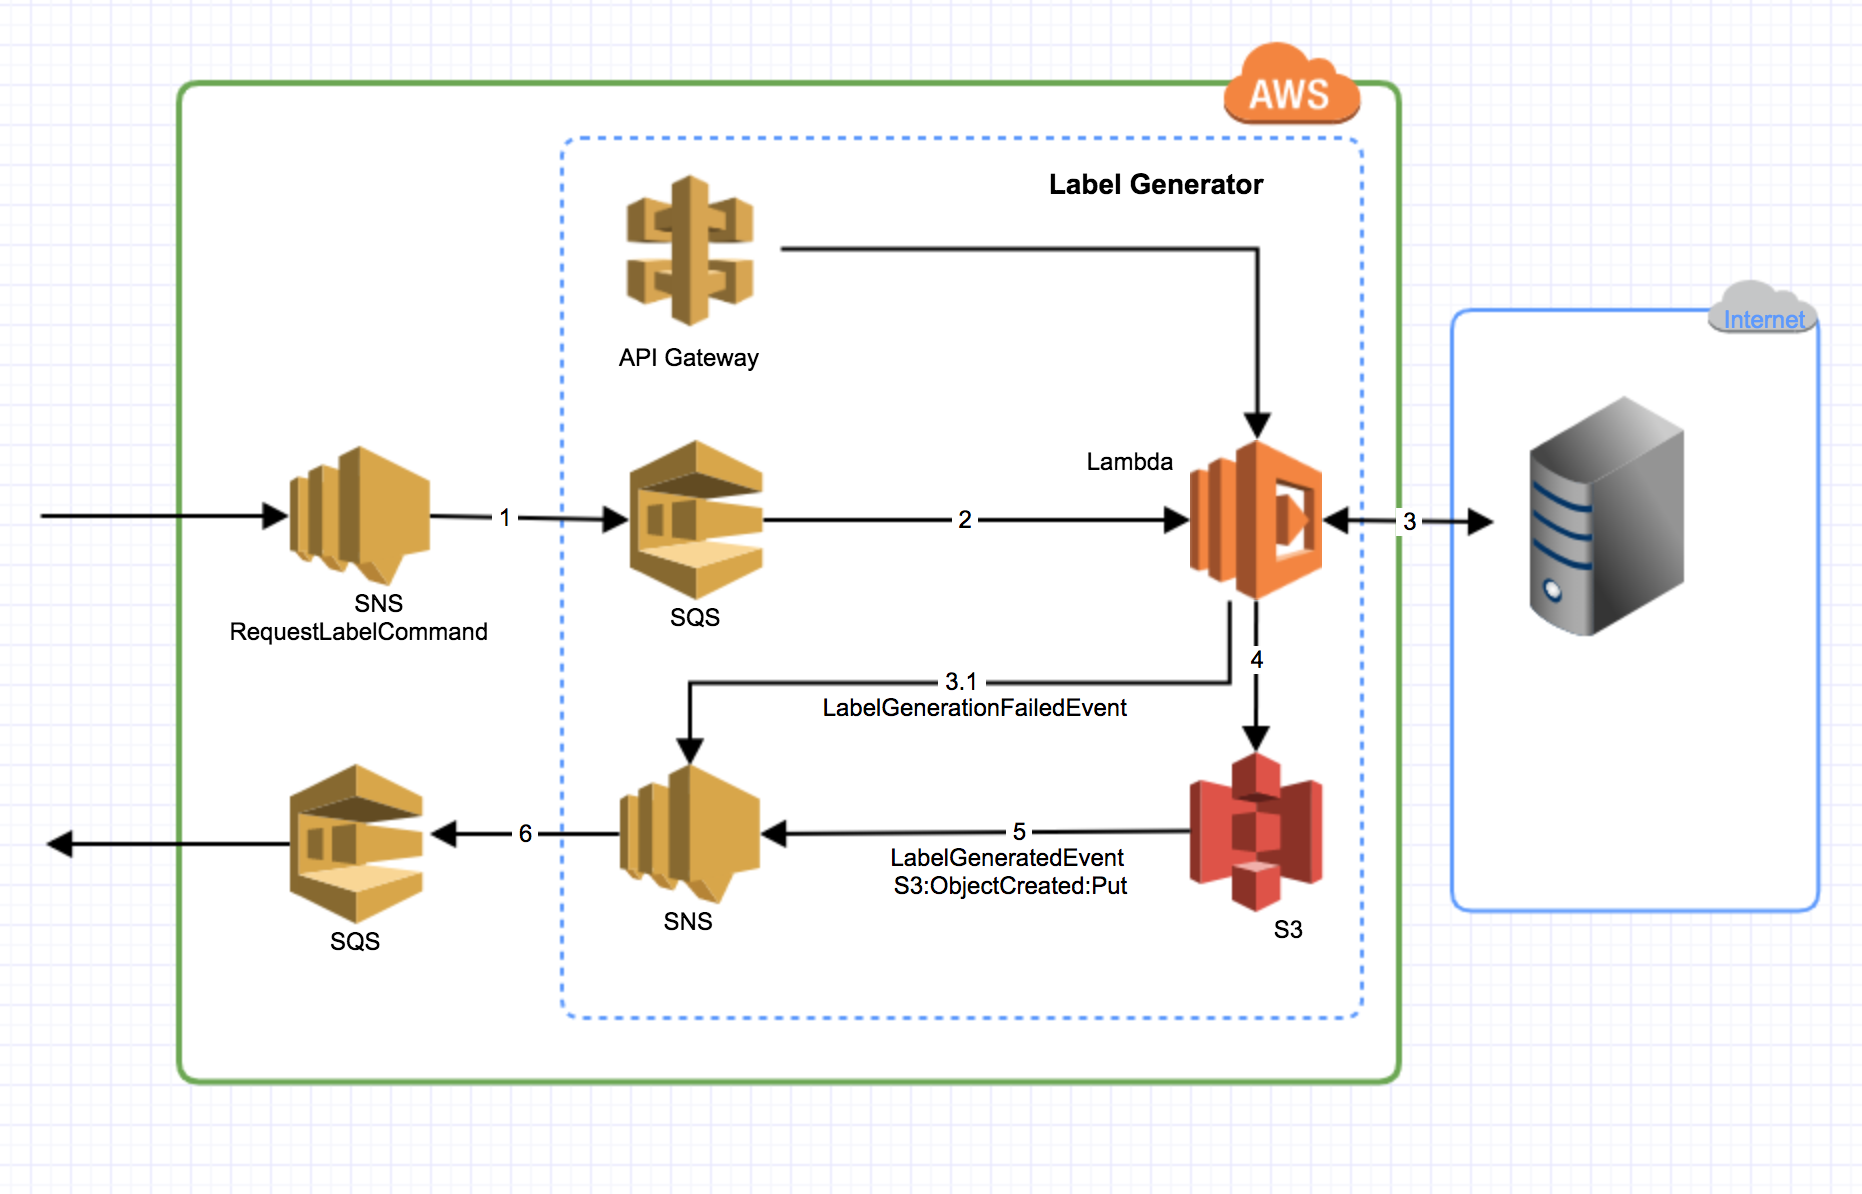 AWS
Label Generator
API Gateway
Internet
Lambda
1
2
3
SNS
RequestLabelCommand
SQS
4
3.1
LabelGenerationFailedEvent
6
5
LabelGeneratedEvent
S3:ObjectCreated:Put
SNS
S3
SQS